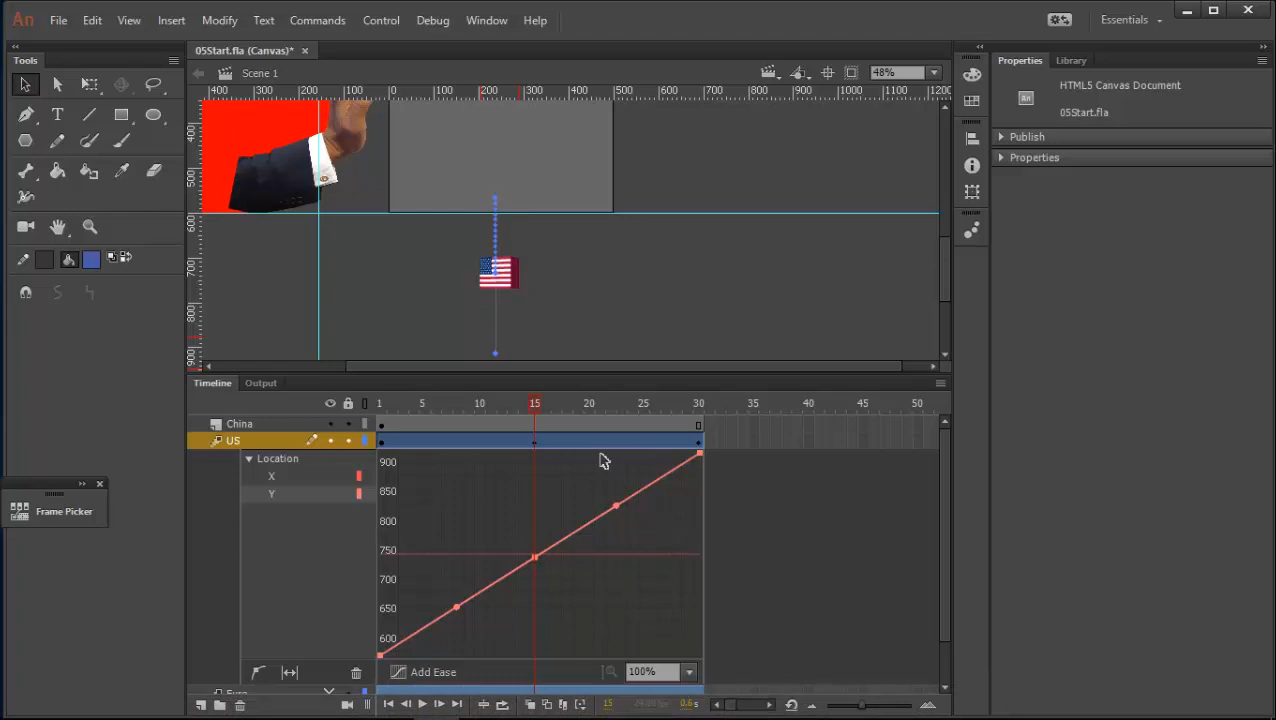 An File Edit View Insert Modify Text Commands Control Debug Window Help Essentials
05Start.fla (Canvas)* ×
Tools
Scene 1 48%
Properties Library
400 300 200 100 0 100 200 300 400 500 600 700 800 900 1000 1100 1200
HTML5 Canvas Document
05Start.fla
Publish
Properties
400
500
600
700
800
900
Timeline Output
1 5 10 15 20 25 30 35 40 45 50
China
US
Location
X
Y
900
850
800
750
700
650
600
Frame Picker
Add Ease 100%
15 0.6s